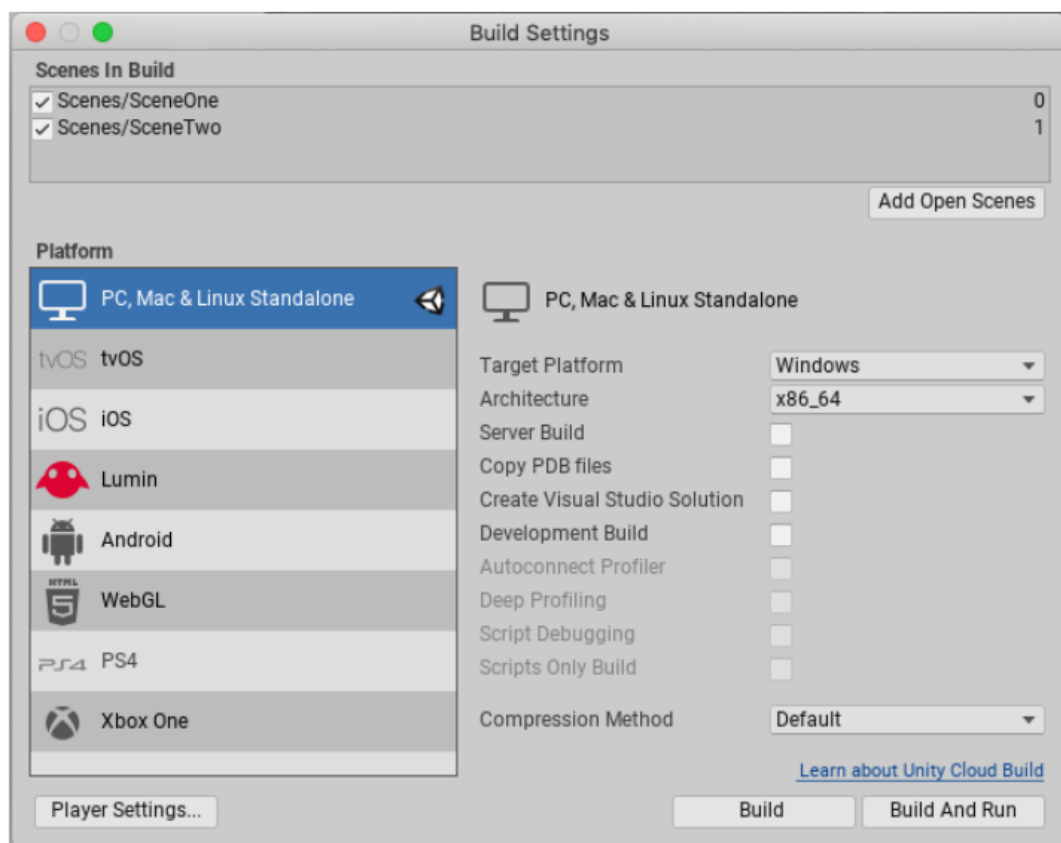 Build Settings
Scenes In Build
Scenes/SceneOne 0
Scenes/SceneTwo 1
Add Open Scenes
Platform
PC, Mac & Linux Standalone
tvOS tvOS
iOS iOS
Lumin
Android
HTML 5 WebGL
PS4 PS4
Xbox One
PC, Mac & Linux Standalone
Target Platform Windows
Architecture x86_64
Server Build
Copy PDB files
Create Visual Studio Solution
Development Build
Autoconnect Profiler
Deep Profiling
Script Debugging
Scripts Only Build
Compression Method Default
Learn about Unity Cloud Build
Player Settings... Build Build And Run